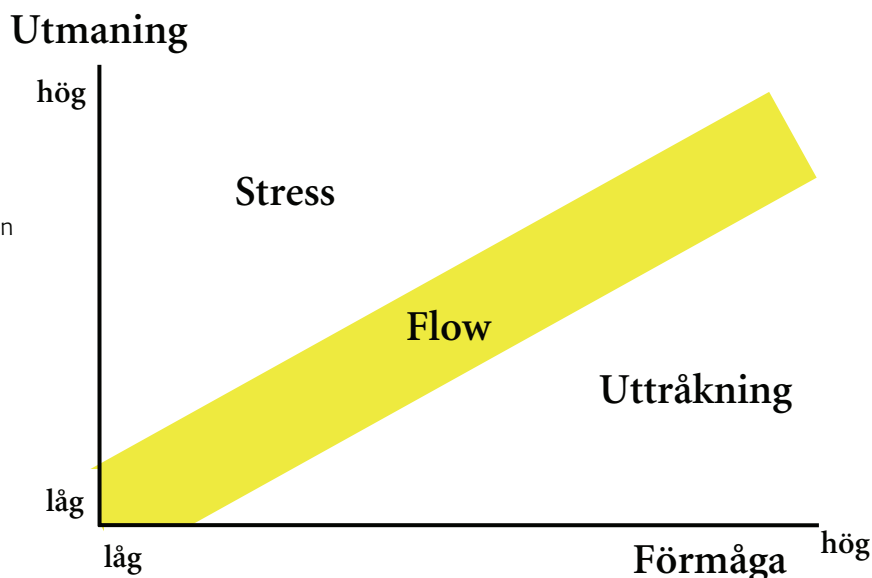 Utmaning
hög
Stress
n
Flow
Uttråkning
låg
låg
Förmåga
hög